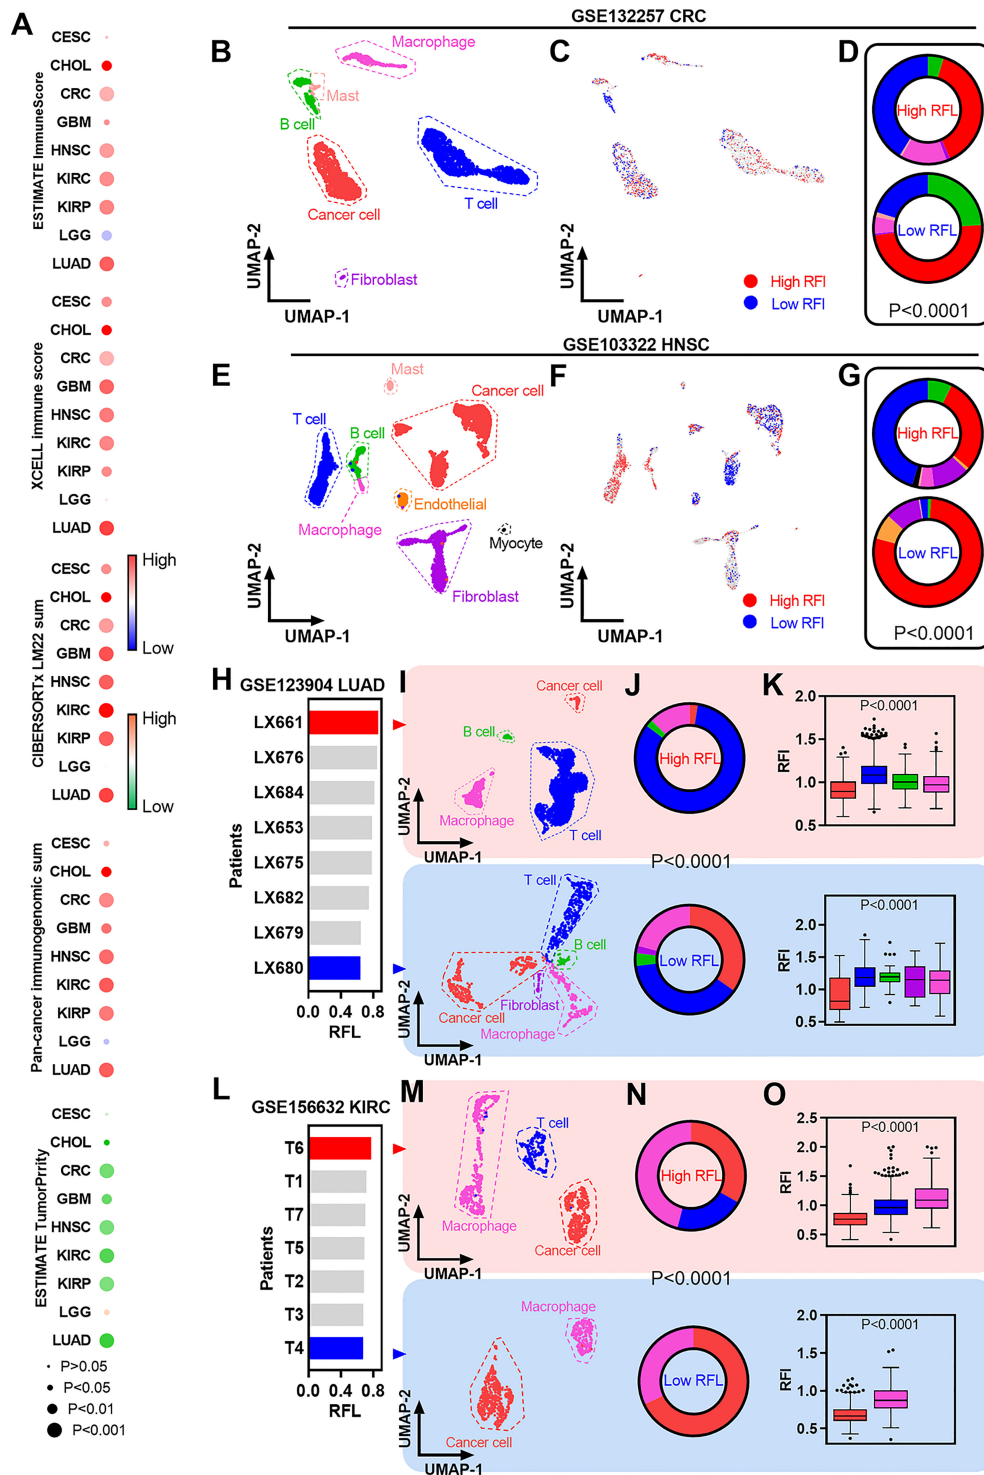 A
ESTIMATE ImmuneScore
CESC
CHOL
CRC
GBM
HNSC
KIRC
KIRP
LGG
LUAD
XCELL immune score
CESC
CHOL
CRC
GBM
HNSC
KIRC
KIRP
LGG
LUAD
CIBERSORTx LM22 sum
CESC
CHOL
CRC
GBM
HNSC
KIRC
KIRP
LGG
LUAD
Pan-cancer immunogenomic sum
CESC
CHOL
CRC
GBM
HNSC
KIRC
KIRP
LGG
LUAD
ESTIMATE TumorPrrity
CESC
CHOL
CRC
GBM
HNSC
KIRC
KIRP
LGG
LUAD
P>0.05
P<0.05
P<0.01
P<0.001
High
Low
High
Low
GSE132257 CRC
B
Macrophage
Mast
B cell
Cancer cell
T cell
Fibroblast
UMAP-2
UMAP-1
C
High RFI
Low RFI
D
High RFL
Low RFL
P<0.0001
GSE103322 HNSC
E
Mast
Cancer cell
T cell
B cell
Endothelial
Macrophage
Myocyte
Fibroblast
UMAP-2
UMAP-1
F
High RFI
Low RFI
G
High RFL
Low RFL
P<0.0001
H
GSE123904 LUAD
Patients
LX661
LX676
LX684
LX653
LX675
LX682
LX679
LX680
0.0 0.4 0.8
RFL
I
Cancer cell
B cell
Macrophage
T cell
UMAP-2
UMAP-1
T cell
B cell
Fibroblast
Cancer cell
Macrophage
UMAP-2
UMAP-1
J
High RFL
P<0.0001
Low RFL
K
P<0.0001
RFI
2.0
1.5
1.0
0.5
P<0.0001
RFI
2.0
1.5
1.0
0.5
L
GSE156632 KIRC
Patients
T6
T1
T7
T5
T2
T3
T4
0.0 0.4 0.8
RFL
M
T cell
Macrophage
Cancer cell
UMAP-2
UMAP-1
Macrophage
Cancer cell
UMAP-2
UMAP-1
N
High RFL
P<0.0001
Low RFL
O
P<0.0001
RFI
2.5
2.0
1.5
1.0
0.5
P<0.0001
RFI
2.0
1.5
1.0
0.5
0.0